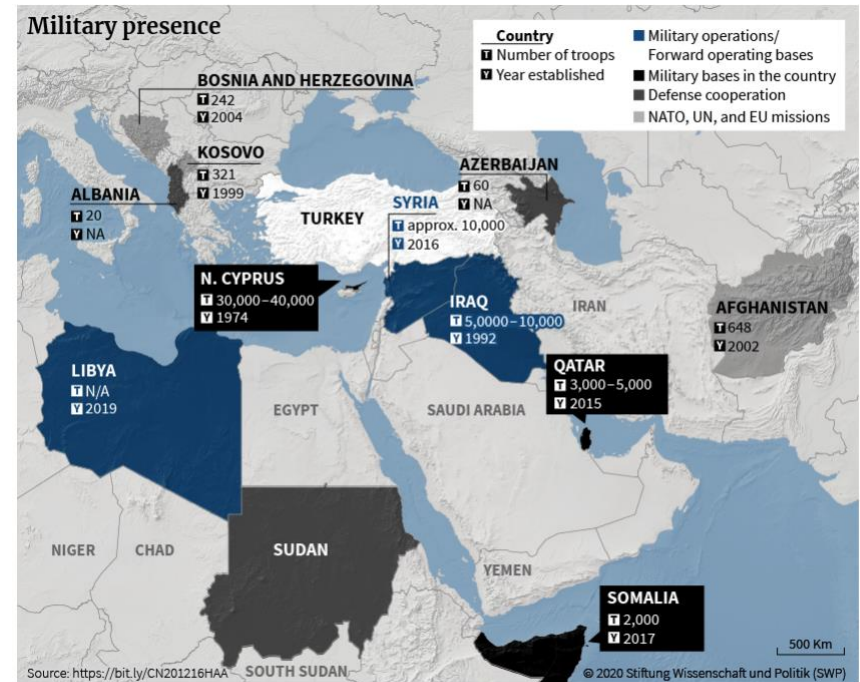 Military presence
Country
T Number of troops
Y Year established
Military operations/
Forward operating bases
Military bases in the country
Defense cooperation
NATO, UN, and EU missions
BOSNIA AND HERZEGOVINA
T 242
Y 2004
KOSOVO
T 321
Y 1999
ALBANIA
T 20
Y NA
TURKEY
SYRIA
T approx. 10,000
Y 2016
AZERBAIJAN
T 60
Y NA
N. CYPRUS
T 30,000–40,000
Y 1974
IRAQ
T 5,0000–10,000
Y 1992
IRAN
AFGHANISTAN
T 648
Y 2002
LIBYA
T N/A
Y 2019
EGYPT
SAUDI ARABIA
QATAR
T 3,000–5,000
Y 2015
NIGER
CHAD
SUDAN
YEMEN
SOMALIA
T 2,000
Y 2017
SOUTH SUDAN
500 Km
Source: https://bit.ly/CN201216HAA
© 2020 Stiftung Wissenschaft und Politik (SWP)